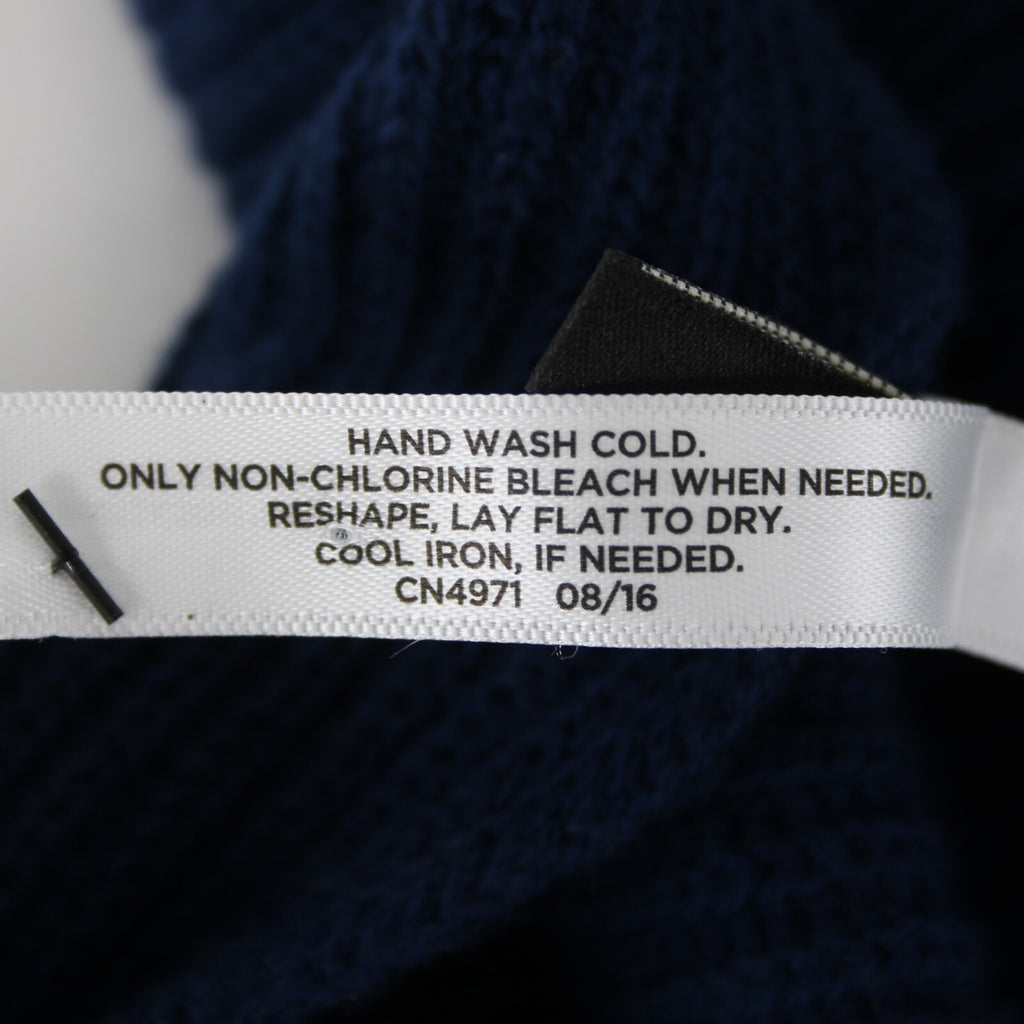 HAND WASH COLD.
ONLY NON-CHLORINE BLEACH WHEN NEEDED.
RESHAPE, LAY FLAT TO DRY.
COOL IRON, IF NEEDED.
CN4971 08/16